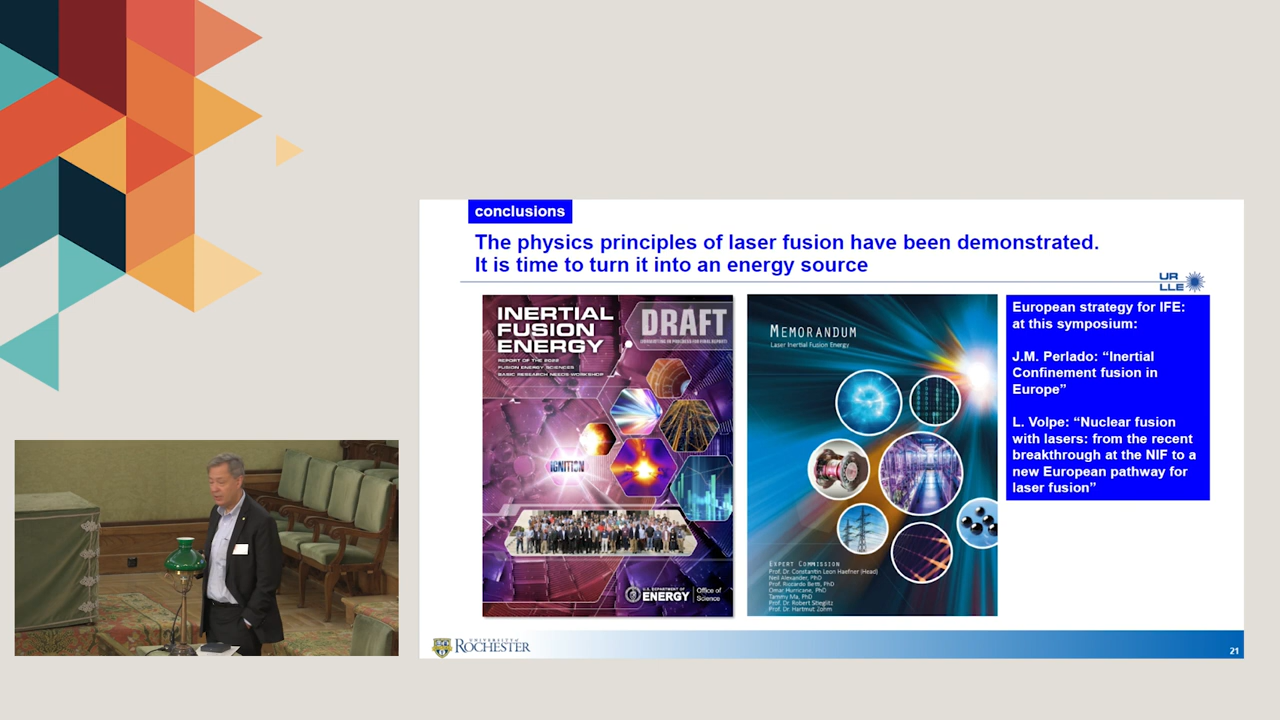 conclusions
The physics principles of laser fusion have been demonstrated.
It is time to turn it into an energy source
UR
LLE
INERTIAL
FUSION
ENERGY
DRAFT
REPORT OF THE 2022
FUSION ENERGY SCIENCES
BASIC RESEARCH NEEDS WORKSHOP
IGNITION
U.S. DEPARTMENT OF
ENERGY
Office of
Science
MEMORANDUM
Laser Inertial Fusion Energy
EXPERT COMMISSION
Prof. Dr. Constantin Leon Haefner (Head)
Neil Alexander, PhD
Prof. Riccardo Betti, PhD
Omar Hurricane, PhD
Tammy Ma, PhD
Prof. Dr. Robert Stieglitz
Prof. Dr. Hartmut Zohm
European strategy for IFE:
at this symposium:
J.M. Perlado: “Inertial
Confinement fusion in
Europe”
L. Volpe: “Nuclear fusion
with lasers: from the recent
breakthrough at the NIF to a
new European pathway for
laser fusion”
UNIVERSITY of
ROCHESTER
21